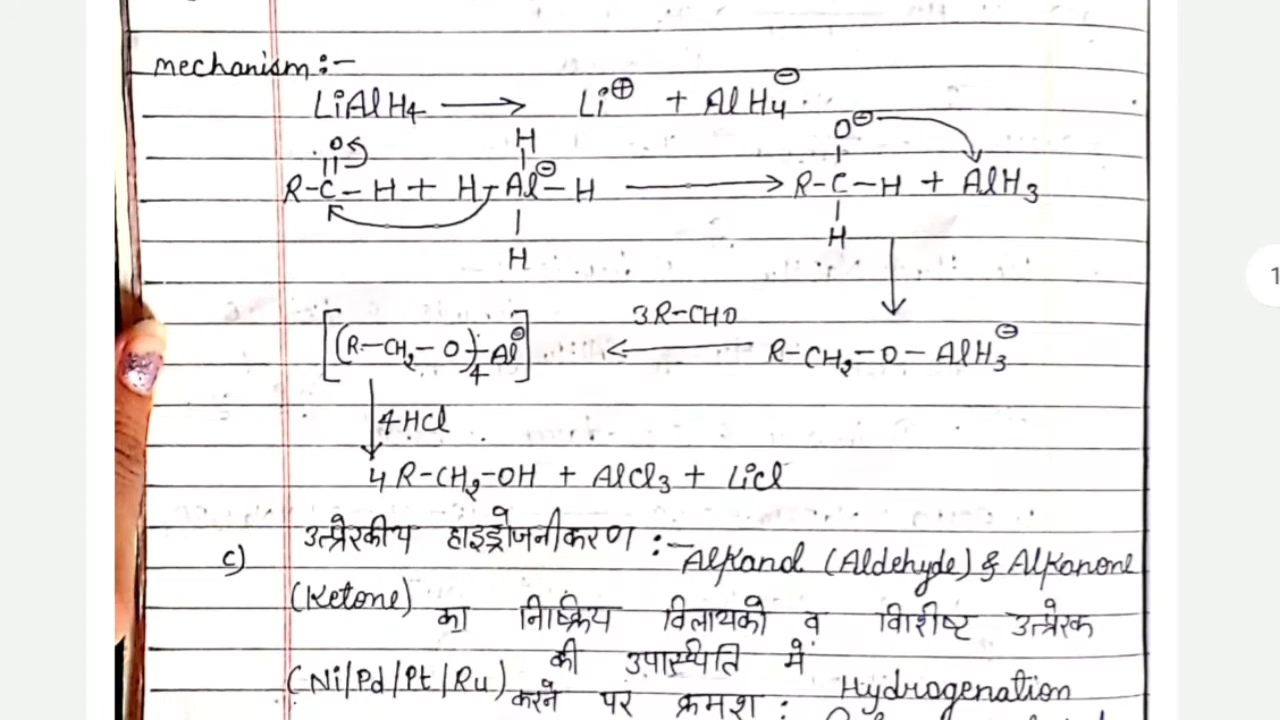 mechanism :-
LiAlH4 ⟶ Li⊕ + AlH4⊖
O O⊖
H
R-C-H + H-Al⊖-H ⟶ R-C-H + AlH3
H H
3R-CHO
[(R-CH2-O)4-Al⊖] ⟵ R-CH2-O-AlH3⊖
4HCl
4R-CH2-OH + AlCl3 + LiCl
c) उत्प्रेरकीय हाइड्रोजनीकरण :- Alkanal (Aldehyde) & Alkanone
(Ketone) का निष्क्रिय विलायको व विशिष्ट उत्प्रेरक
(Ni/Pd/Pt/Ru) की उपास्थिति में Hydrogenation
करने पर क्रमश :
1